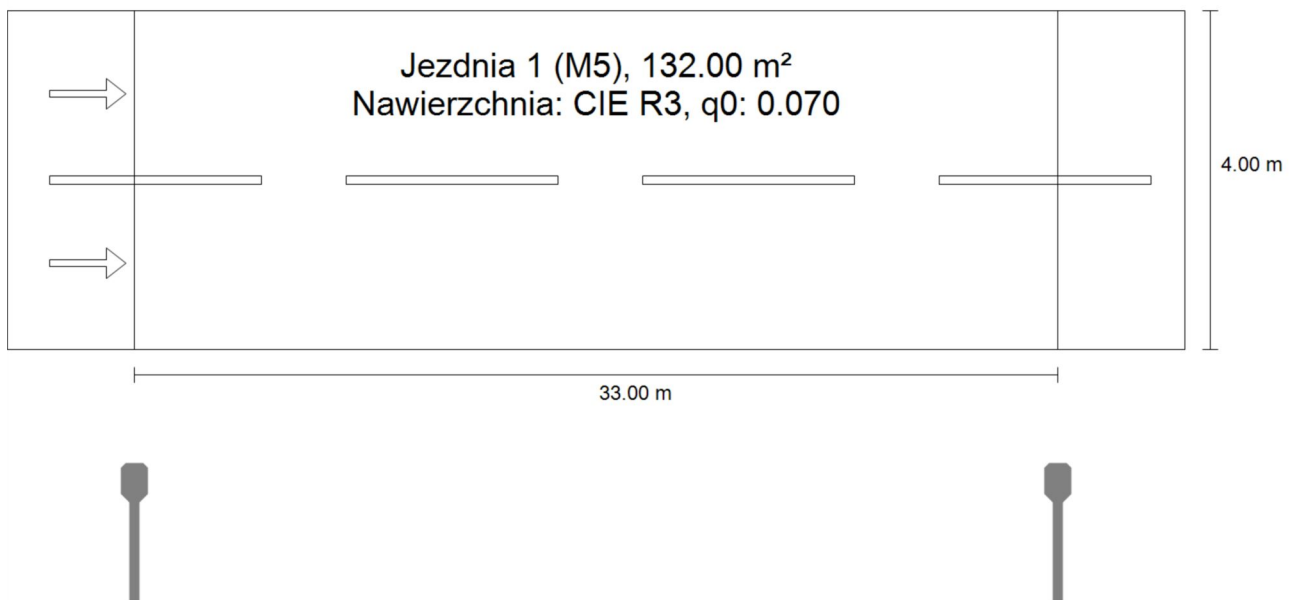 Jezdnia 1 (M5), 132.00 m²
Nawierzchnia: CIE R3, q0: 0.070
4.00 m
33.00 m